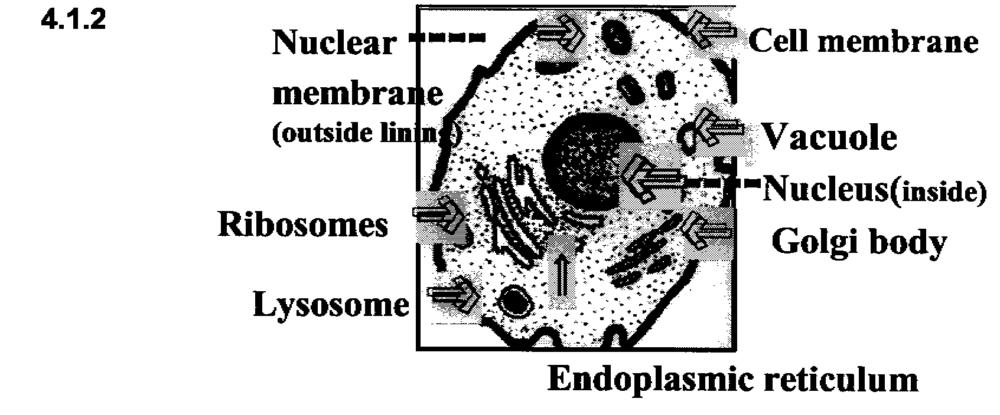 4.1.2
Nuclear
membrane
(outside lining)
Cell membrane
Vacuole
Nucleus(inside)
Ribosomes
Golgi body
Lysosome
Endoplasmic reticulum